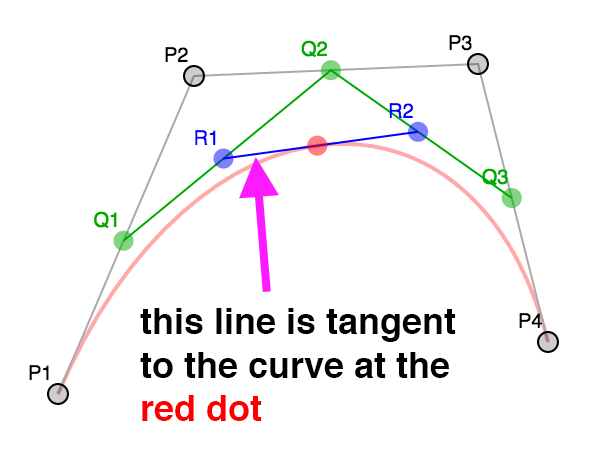 Q2
P3
P2
R2
R1
Q3
Q1
P4
P1
this line is tangent
to the curve at the
red dot